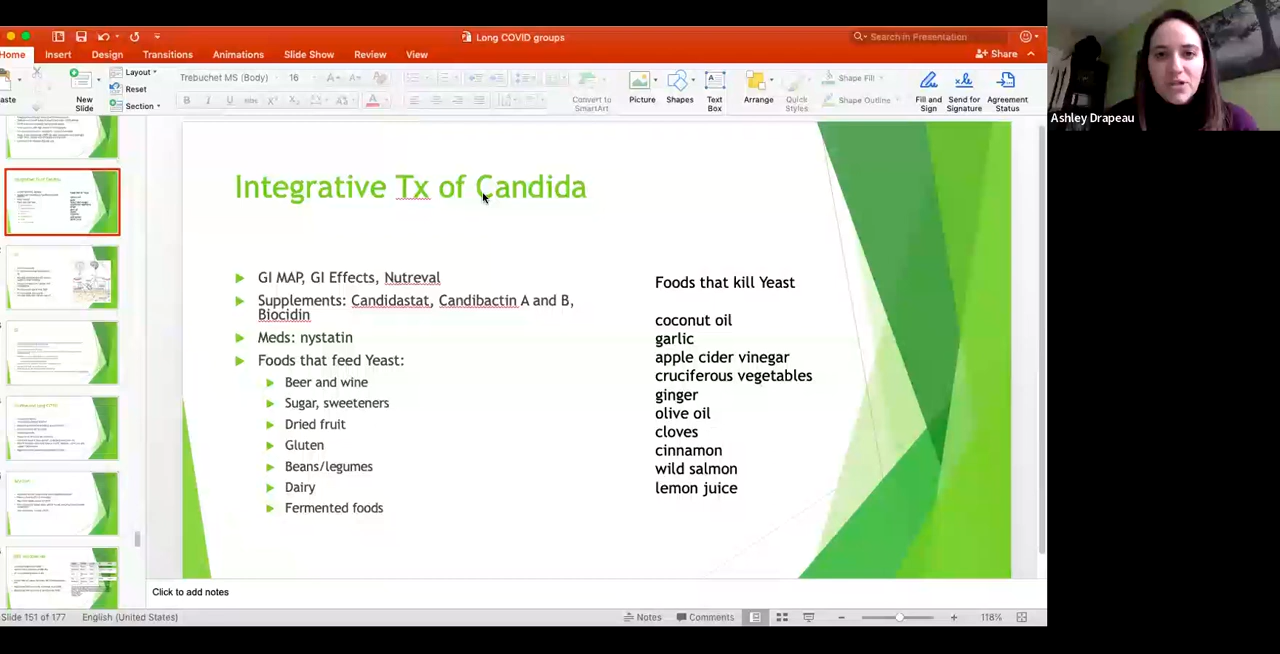 Long COVID groups
Search in Presentation
Home
Insert
Design
Transitions
Animations
Slide Show
Review
View
Share
New
Slide
Layout
Reset
Section
Trebuchet MS (Body)
16
Convert to
SmartArt
Picture
Shapes
Text
Box
Arrange
Quick
Styles
Shape Fill
Shape Outline
Fill and
Sign
Send for
Signature
Agreement
Status
Ashley Drapeau
Integrative Tx of Candida
GI MAP, GI Effects, Nutreval
Supplements: Candidastat, Candibactin A and B,
Biocidin
Meds: nystatin
Foods that feed Yeast:
Beer and wine
Sugar, sweeteners
Dried fruit
Gluten
Beans/legumes
Dairy
Fermented foods
Foods that kill Yeast
coconut oil
garlic
apple cider vinegar
cruciferous vegetables
ginger
olive oil
cloves
cinnamon
wild salmon
lemon juice
Click to add notes
Slide 151 of 177
English (United States)
Notes
Comments
118%